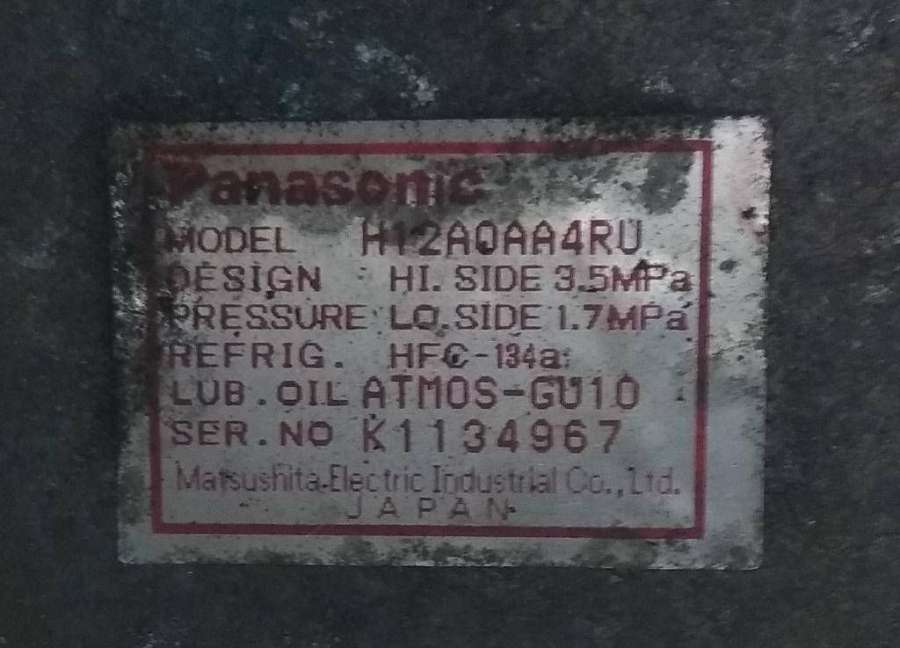 Panasonic
MODEL H12A0AA4RU
DESIGN HI. SIDE 3.5MPa
PRESSURE LO. SIDE 1.7MPa
REFRIG. HFC-134a
LUB. OIL ATMOS-GU10
SER. NO K1134967
Matsushita Electric Industrial Co., Ltd.
JAPAN